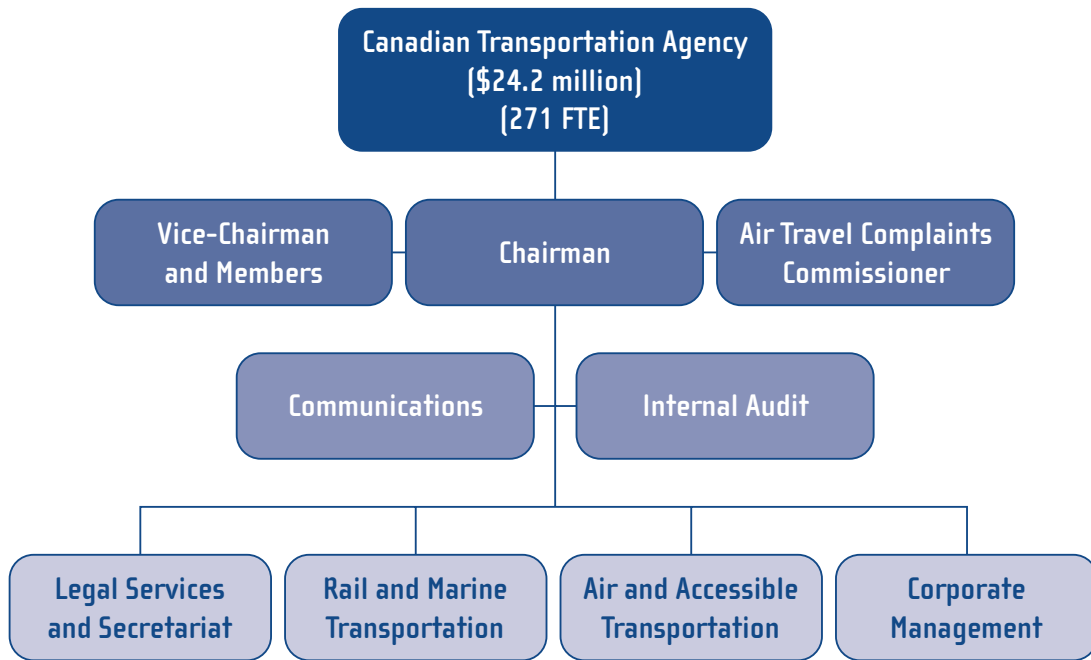 Canadian Transportation Agency
($24.2 million)
(271 FTE)
Vice-Chairman
and Members
Chairman
Air Travel Complaints
Commissioner
Communications
Internal Audit
Legal Services
and Secretariat
Rail and Marine
Transportation
Air and Accessible
Transportation
Corporate
Management